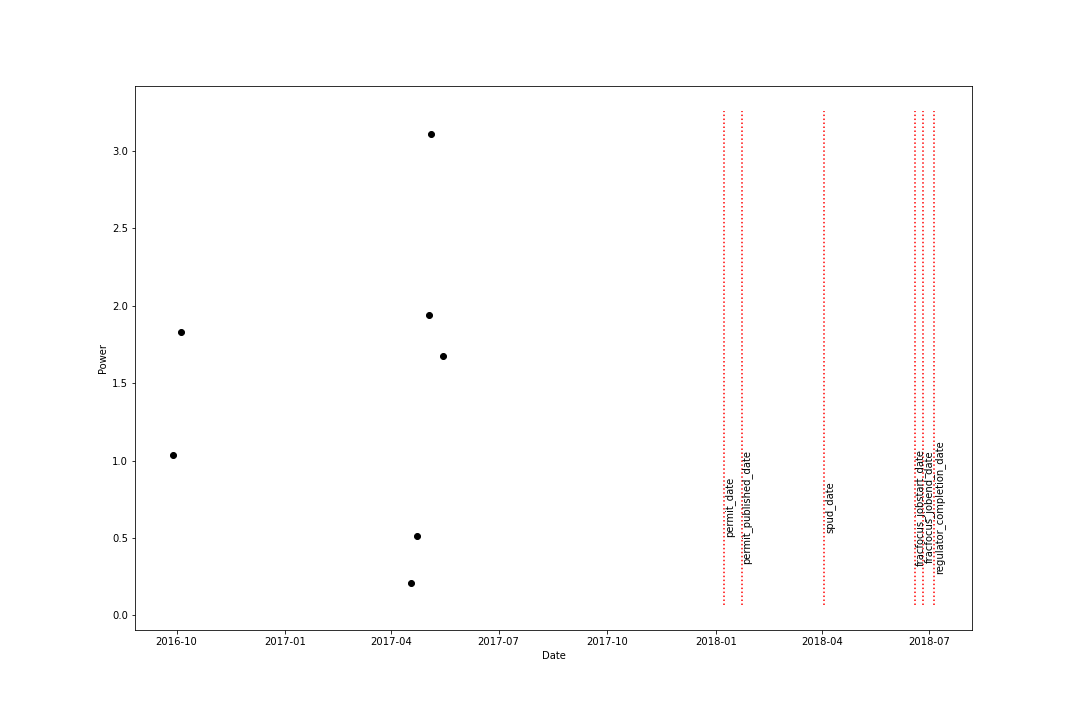 3.0
2.5
2.0
1.5
1.0
0.5
0.0
Power
permit_date
permit_published_date
spud_date
fracfocus_jobstart_date
fracfocus_jobend_date
regulator_completion_date
2016-10 2017-01 2017-04 2017-07 2017-10 2018-01 2018-04 2018-07
Date